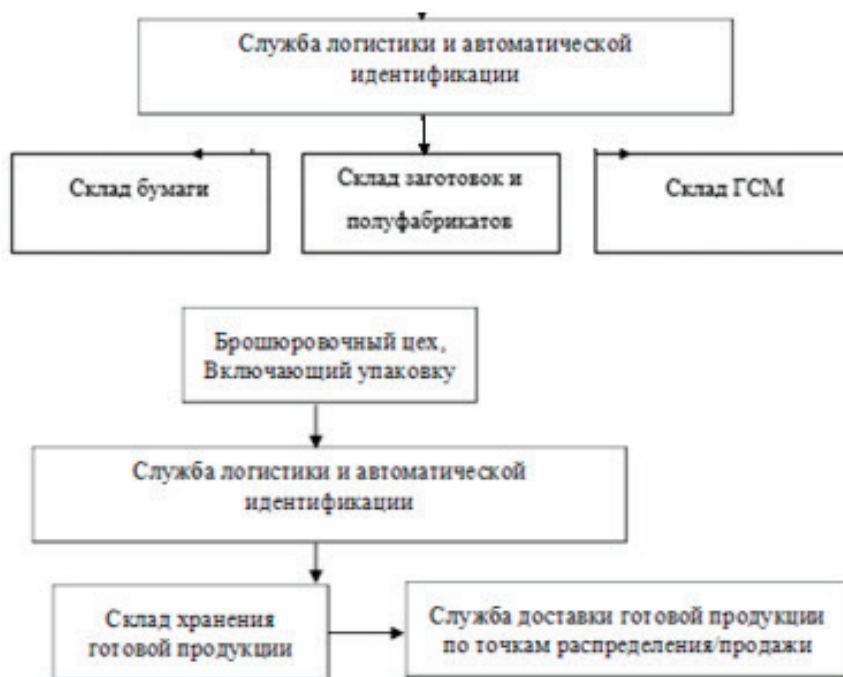 Служба логистики и автоматической
идентификации
Склад бумаги
Склад заготовок и
полуфабрикатов
Склад ГСМ
Брошюровочный цех,
Включающий упаковку
Служба логистики и автоматической
идентификации
Склад хранения
готовой продукции
Служба доставки готовой продукции
по точкам распределения/продажи